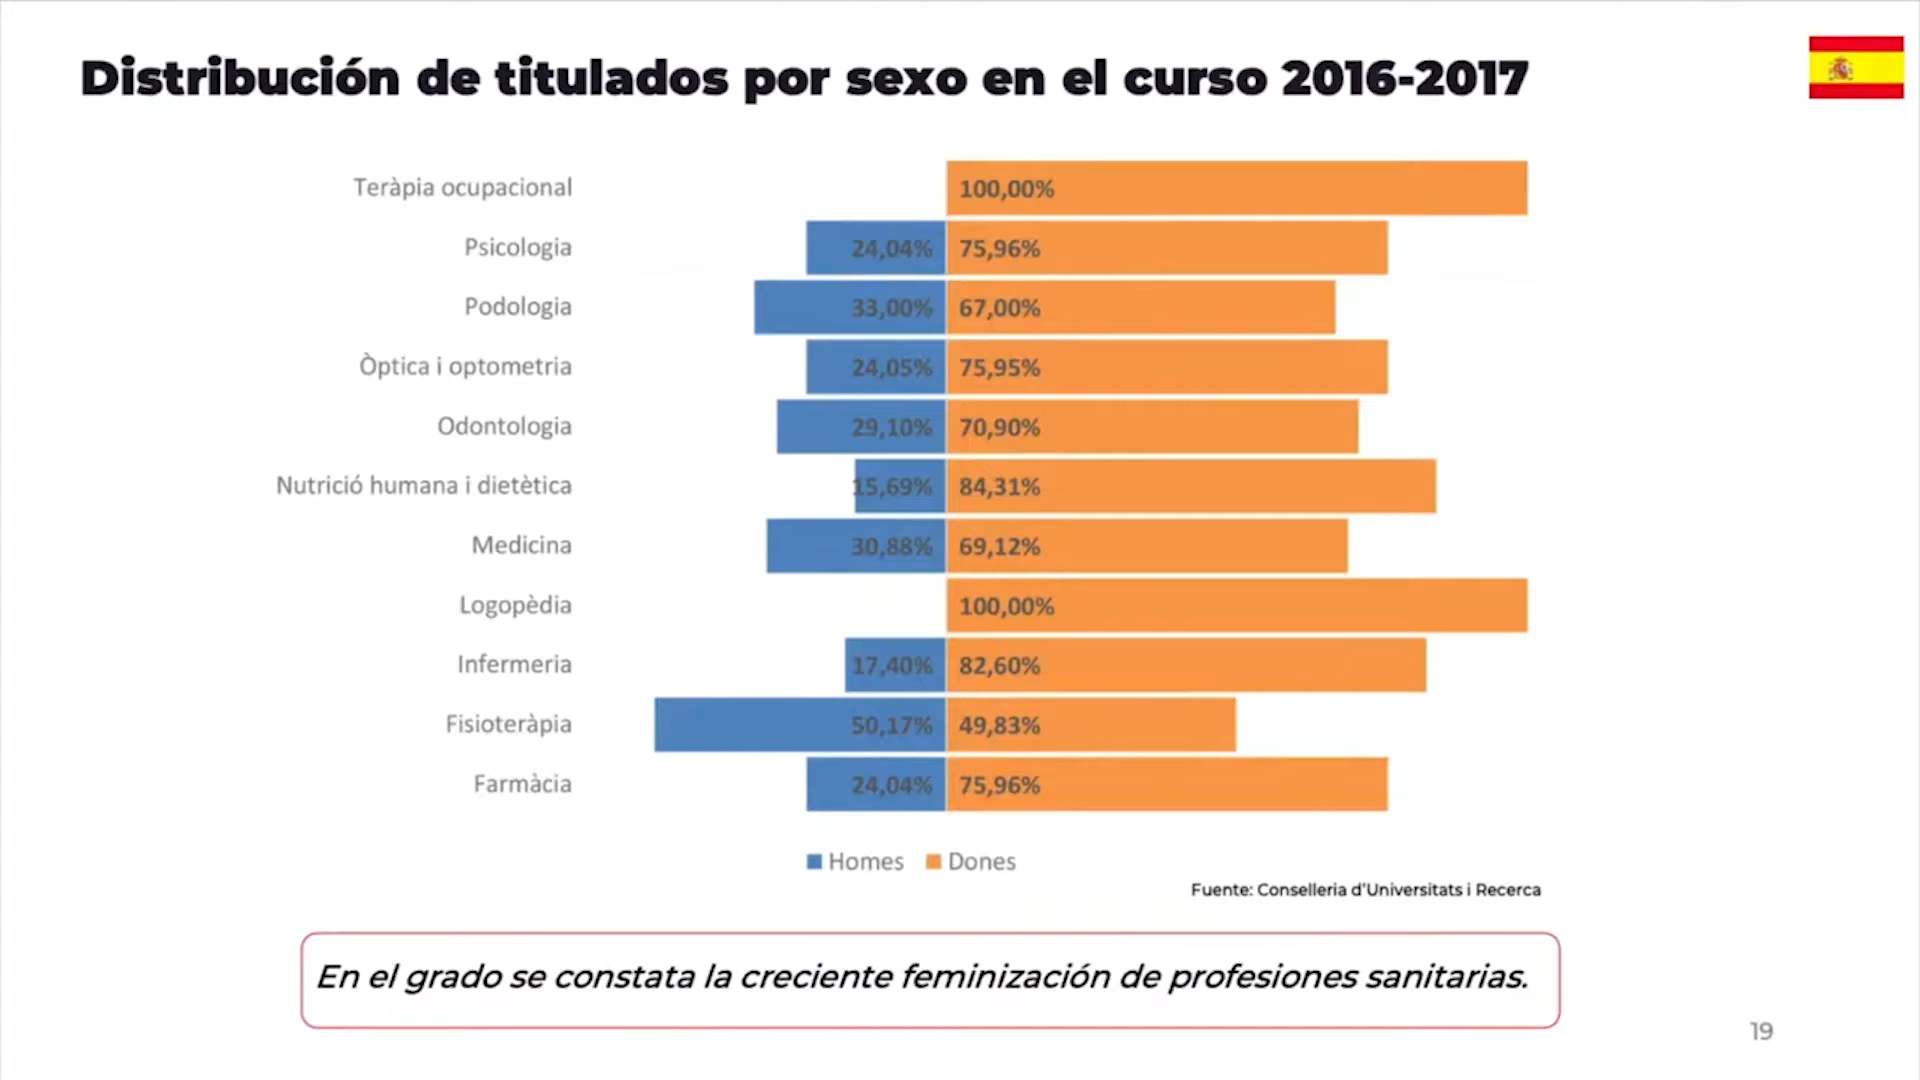 Distribución de titulados por sexo en el curso 2016-2017
Teràpia ocupacional 100,00%
Psicologia 24,04% 75,96%
Podologia 33,00% 67,00%
Òptica i optometria 24,05% 75,95%
Odontologia 29,10% 70,90%
Nutrició humana i dietètica 15,69% 84,31%
Medicina 30,88% 69,12%
Logopèdia 100,00%
Infermeria 17,40% 82,60%
Fisioteràpia 50,17% 49,83%
Farmàcia 24,04% 75,96%
Homes Dones
Fuente: Conselleria d'Universitats i Recerca
En el grado se constata la creciente feminización de profesiones sanitarias.
19